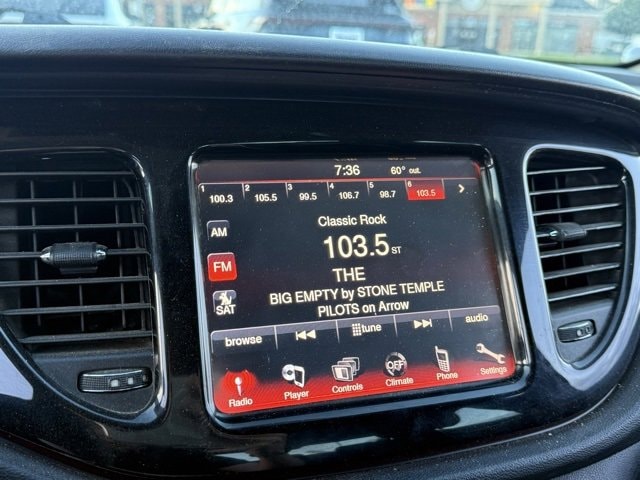 7:36 60° out.
1 100.3 2 105.5 3 99.5 4 106.7 5 98.7 6 103.5
Classic Rock
AM
103.5 ST
FM
THE
BIG EMPTY by STONE TEMPLE
PILOTS on Arrow
SAT
browse tune audio
OFF
Radio Player Controls Climate Phone Settings